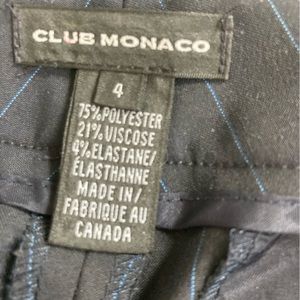 CLUB MONACO
4
75%POLYESTER
21%VISCOSE
4%ELASTANE/
ÉLASTHANNE
MADE IN/
FABRIQUE AU
CANADA